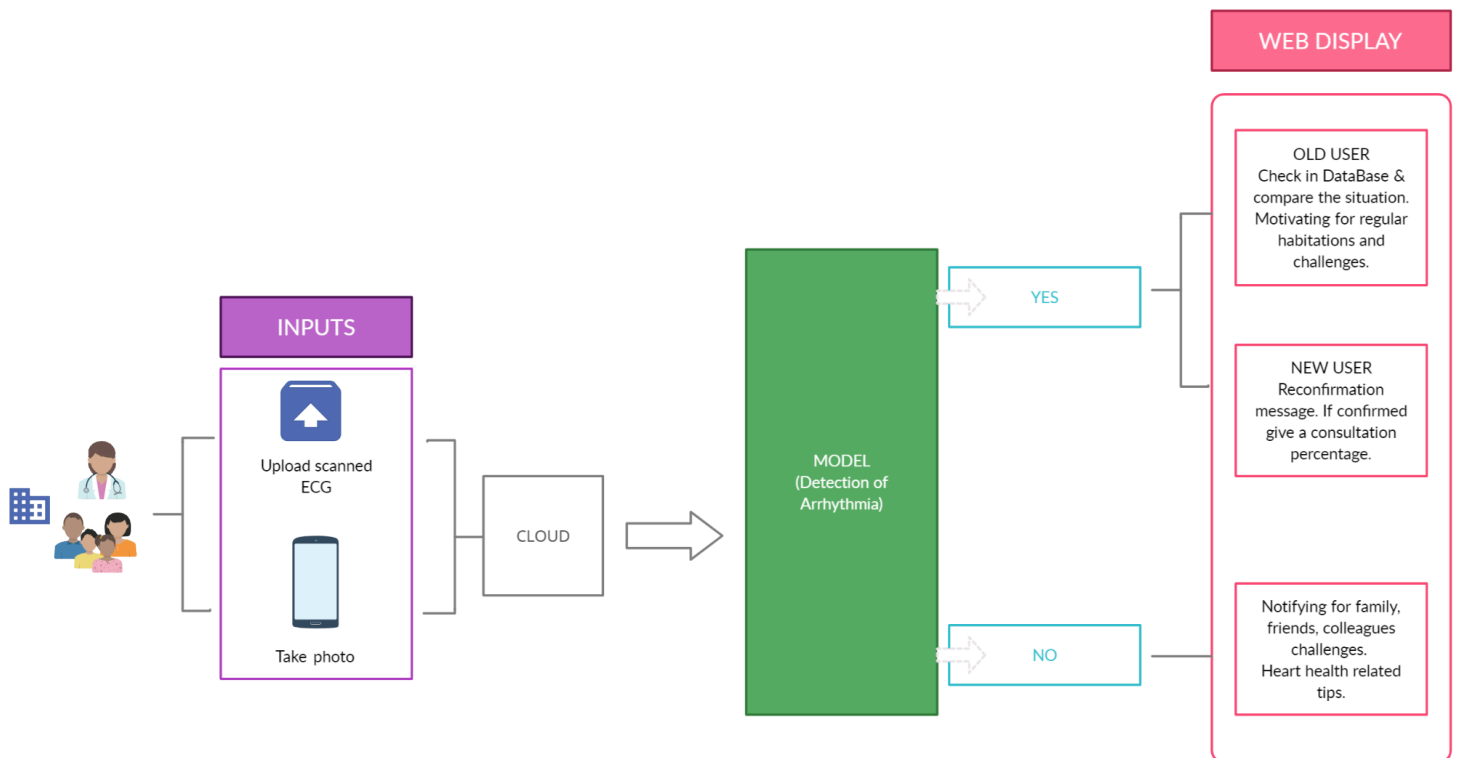 INPUTS
Upload scanned
ECG
Take photo
CLOUD
MODEL
(Detection of
Arrhythmia)
YES
NO
WEB DISPLAY
OLD USER
Check in DataBase &
compare the situation.
Motivating for regular
habitations and
challenges.
NEW USER
Reconfirmation
message. If confirmed
give a consultation
percentage.
Notifying for family,
friends, colleagues
challenges.
Heart health related
tips.